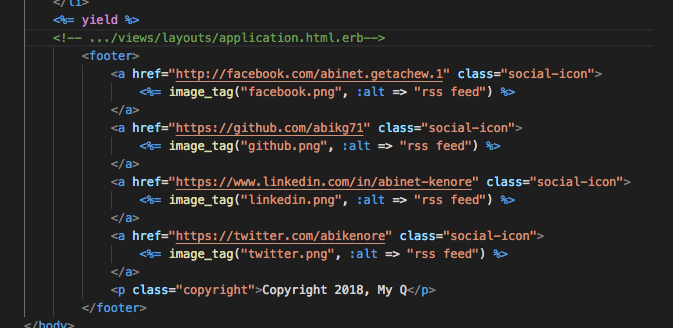 </li>
<%= yield %>
<!-- .../views/layouts/application.html.erb-->
<footer>
<a href="http://facebook.com/abinet.getachew.1" class="social-icon">
<%= image_tag("facebook.png", :alt => "rss feed") %>
</a>
<a href="https://github.com/abikg71" class="social-icon">
<%= image_tag("github.png", :alt => "rss feed") %>
</a>
<a href="https://www.linkedin.com/in/abinet-kenore" class="social-icon">
<%= image_tag("linkedin.png", :alt => "rss feed") %>
</a>
<a href="https://twitter.com/abikenore" class="social-icon">
<%= image_tag("twitter.png", :alt => "rss feed") %>
</a>
<p class="copyright">Copyright 2018, My Q</p>
</footer>
</body>